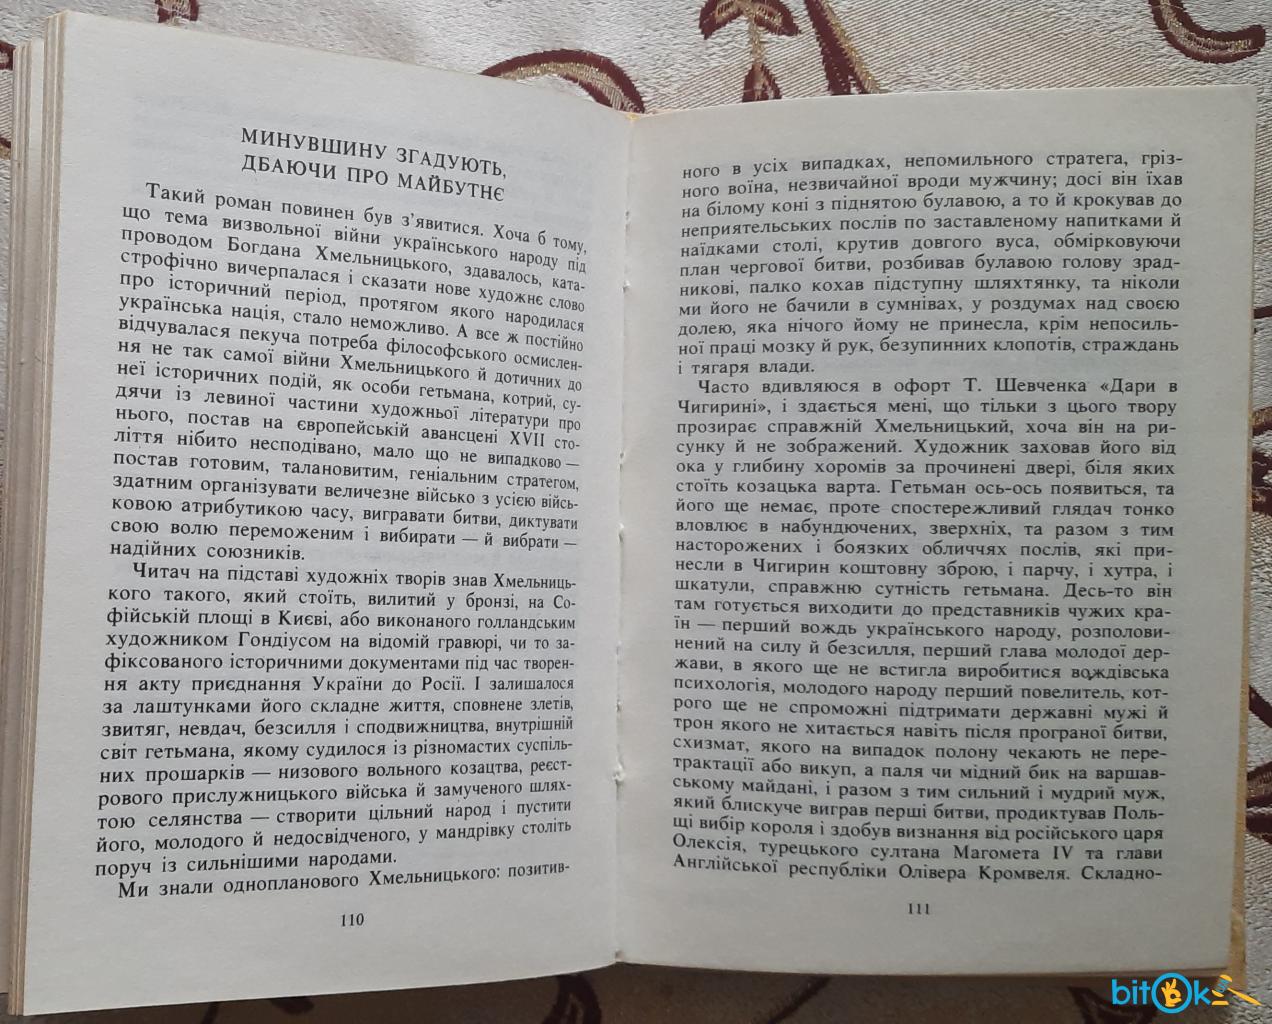 МИНУВШИНУ ЗГАДУЮТЬ,
ДБАЮЧИ ПРО МАЙБУТНЄ
Такий роман повинен був з’явитися. Хоча б тому,
що тема визвольної війни українського народу під
проводом Богдана Хмельницького, здавалось, ката-
строфічно вичерпалася і сказати нове художнє слово
про історичний період, протягом якого народилася
українська нація, стало неможливо. А все ж постійно
відчувалася пекуча потреба філософського осмислен-
ня не так самої війни Хмельницького й дотичних до
неї історичних подій, як особи гетьмана, котрий, су-
дячи із левиної частини художньої літератури про
нього, постав на європейській авансцені XVII сто-
ліття нібито несподівано, мало що не випадково —
постав готовим, талановитим, геніальним стратегом,
здатним організувати величезне військо з усією війсь-
ковою атрибутикою часу, вигравати битви, диктувати
свою волю переможеним і вибирати — й вибрати —
надійних союзників.
Читач на підставі художніх творів знав Хмельниць-
кого такого, який стоїть, вилитий у бронзі, на Со-
фійській площі в Києві, або виконаного голландським
художником Гондіусом на відомій гравюрі, чи то за-
фіксованого історичними документами під час творен-
ня акту приєднання України до Росії. І залишалося
за лаштунками його складне життя, сповнене злетів,
звитяг, невдач, безсилля і сподвижництва, внутрішній
світ гетьмана, якому судилося із різномастих суспіль-
них прошарків — низового вольного козацтва, реєст-
рового прислужницького війська й замученого шлях-
тою селянства — створити цільний народ і пустити
його, молодого й недосвідченого, у мандрівку століть
поруч із сильнішими народами.
Ми знали однопланового Хмельницького: позитив-
110
ного в усіх випадках, непомильного стратега, гріз-
ного воїна, незвичайної вроди мужчину; досі він їхав
на білому коні з піднятою булавою, а то й крокував до
неприятельських послів по заставленому напитками й
наїдками столі, крутив довгого вуса, обмірковуючи
план чергової битви, розбивав булавою голову зрад-
никові, палко кохав підступну шляхтянку, та ніколи
ми його не бачили в сумнівах, у роздумах над своєю
долею, яка нічого йому не принесла, крім непосиль-
ної праці мозку й рук, безупинних клопотів, страждань
і тягаря влади.
Часто вдивляюся в офорт Т. Шевченка «Дари в
Чигирині», і здається мені, що тільки з цього твору
прозирає справжній Хмельницький, хоча він на ри-
сунку й не зображений. Художник заховав його від
ока у глибину хоромів за прочинені двері, біля яких
стоїть козацька варта. Гетьман ось-ось появиться, та
його ще немає, проте спостережливий глядач тонко
вловлює в набундючених, зверхніх, та разом з тим
насторожених і боязких обличчях послів, які при-
несли в Чигирин коштовну зброю, і парчу, і хутра, і
шкатули, справжню сутність гетьмана. Десь-то він
там готується виходити до представників чужих кра-
їн — перший вождь українського народу, розполови-
нений на силу й безсилля, перший глава молодої дер-
жави, в якого ще не встигла виробитися вождівська
психологія, молодого народу перший повелитель, кот-
рого ще не спроможні підтримати державні мужі й
трон якого не хитається навіть після програної битви,
схизмат, якого на випадок полону чекають не пере-
трактації або викуп, а паля чи мідний бик на варшав-
ському майдані, і разом з тим сильний і мудрий муж,
який блискуче виграв перші битви, продиктував Поль-
щі вибір короля і здобув визнання від російського царя
Олексія, турецького султана Магомета IV та глави
Англійської республіки Олівера Кромвеля. Складно-
111
bitok